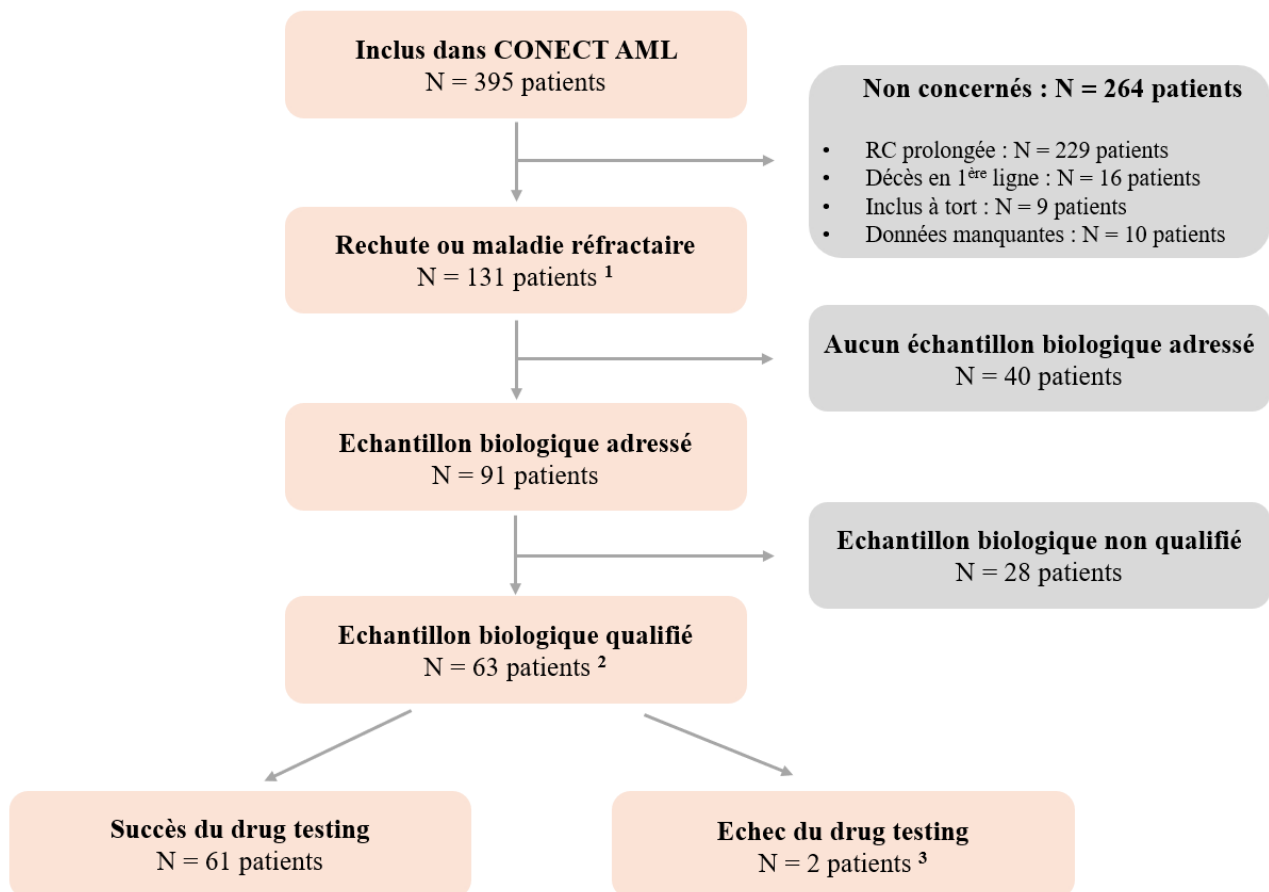 Inclus dans CONECT AML
N = 395 patients
Non concernés : N = 264 patients
• RC prolongée : N = 229 patients
• Décès en 1ère ligne : N = 16 patients
• Inclus à tort : N = 9 patients
• Données manquantes : N = 10 patients
Rechute ou maladie réfractaire
N = 131 patients 1
Aucun échantillon biologique adressé
N = 40 patients
Echantillon biologique adressé
N = 91 patients
Echantillon biologique non qualifié
N = 28 patients
Echantillon biologique qualifié
N = 63 patients 2
Succès du drug testing
N = 61 patients
Echec du drug testing
N = 2 patients 3